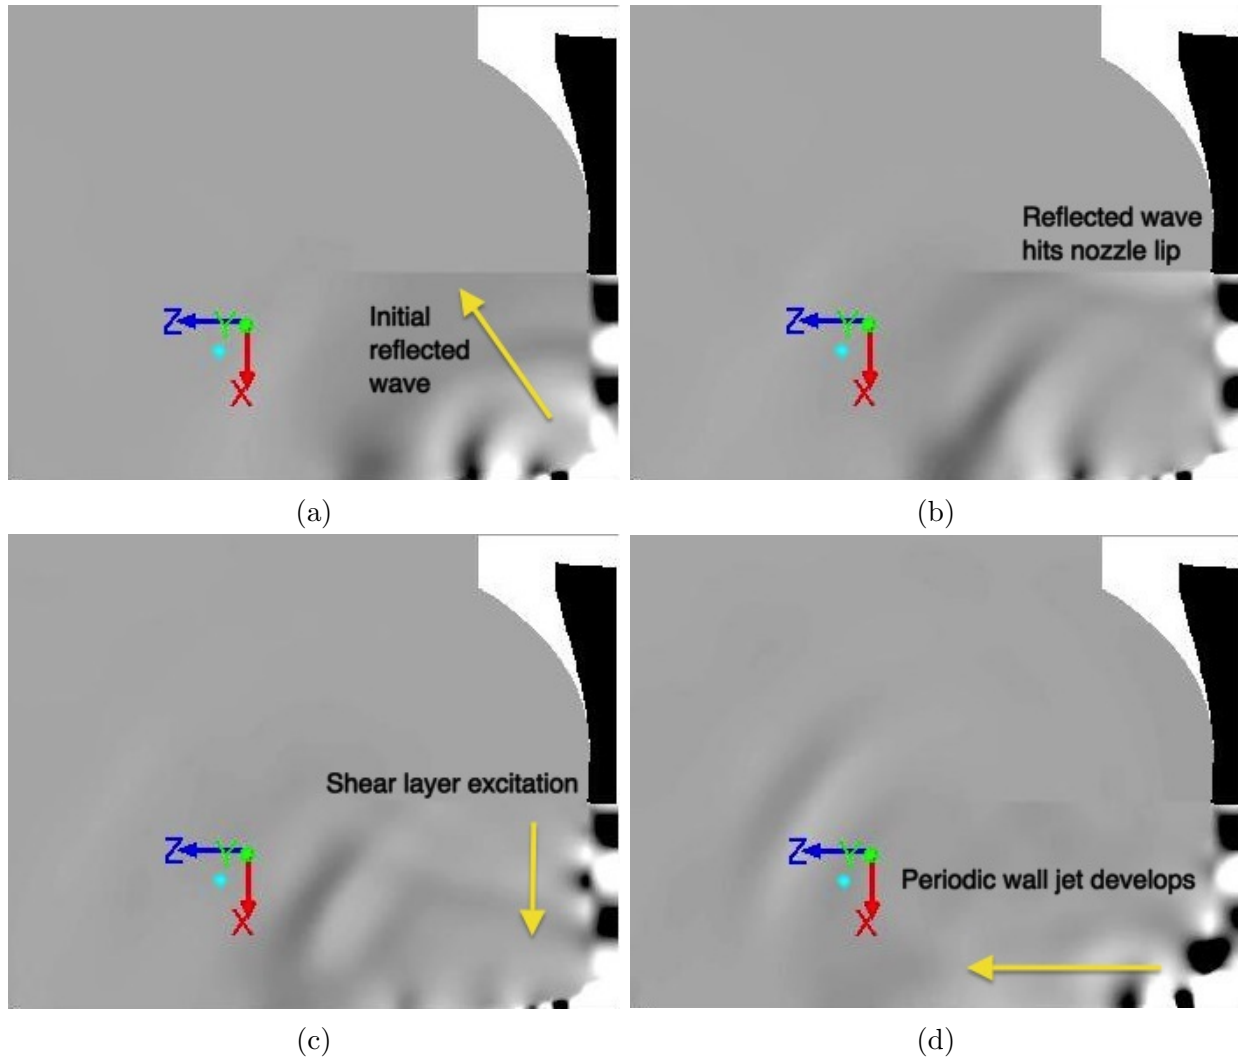 Initial
reflected
wave
Z Y
X
(a)
Reflected wave
hits nozzle lip
Z Y
X
(b)
Shear layer excitation
Z Y
X
(c)
Periodic wall jet develops
Z Y
X
(d)